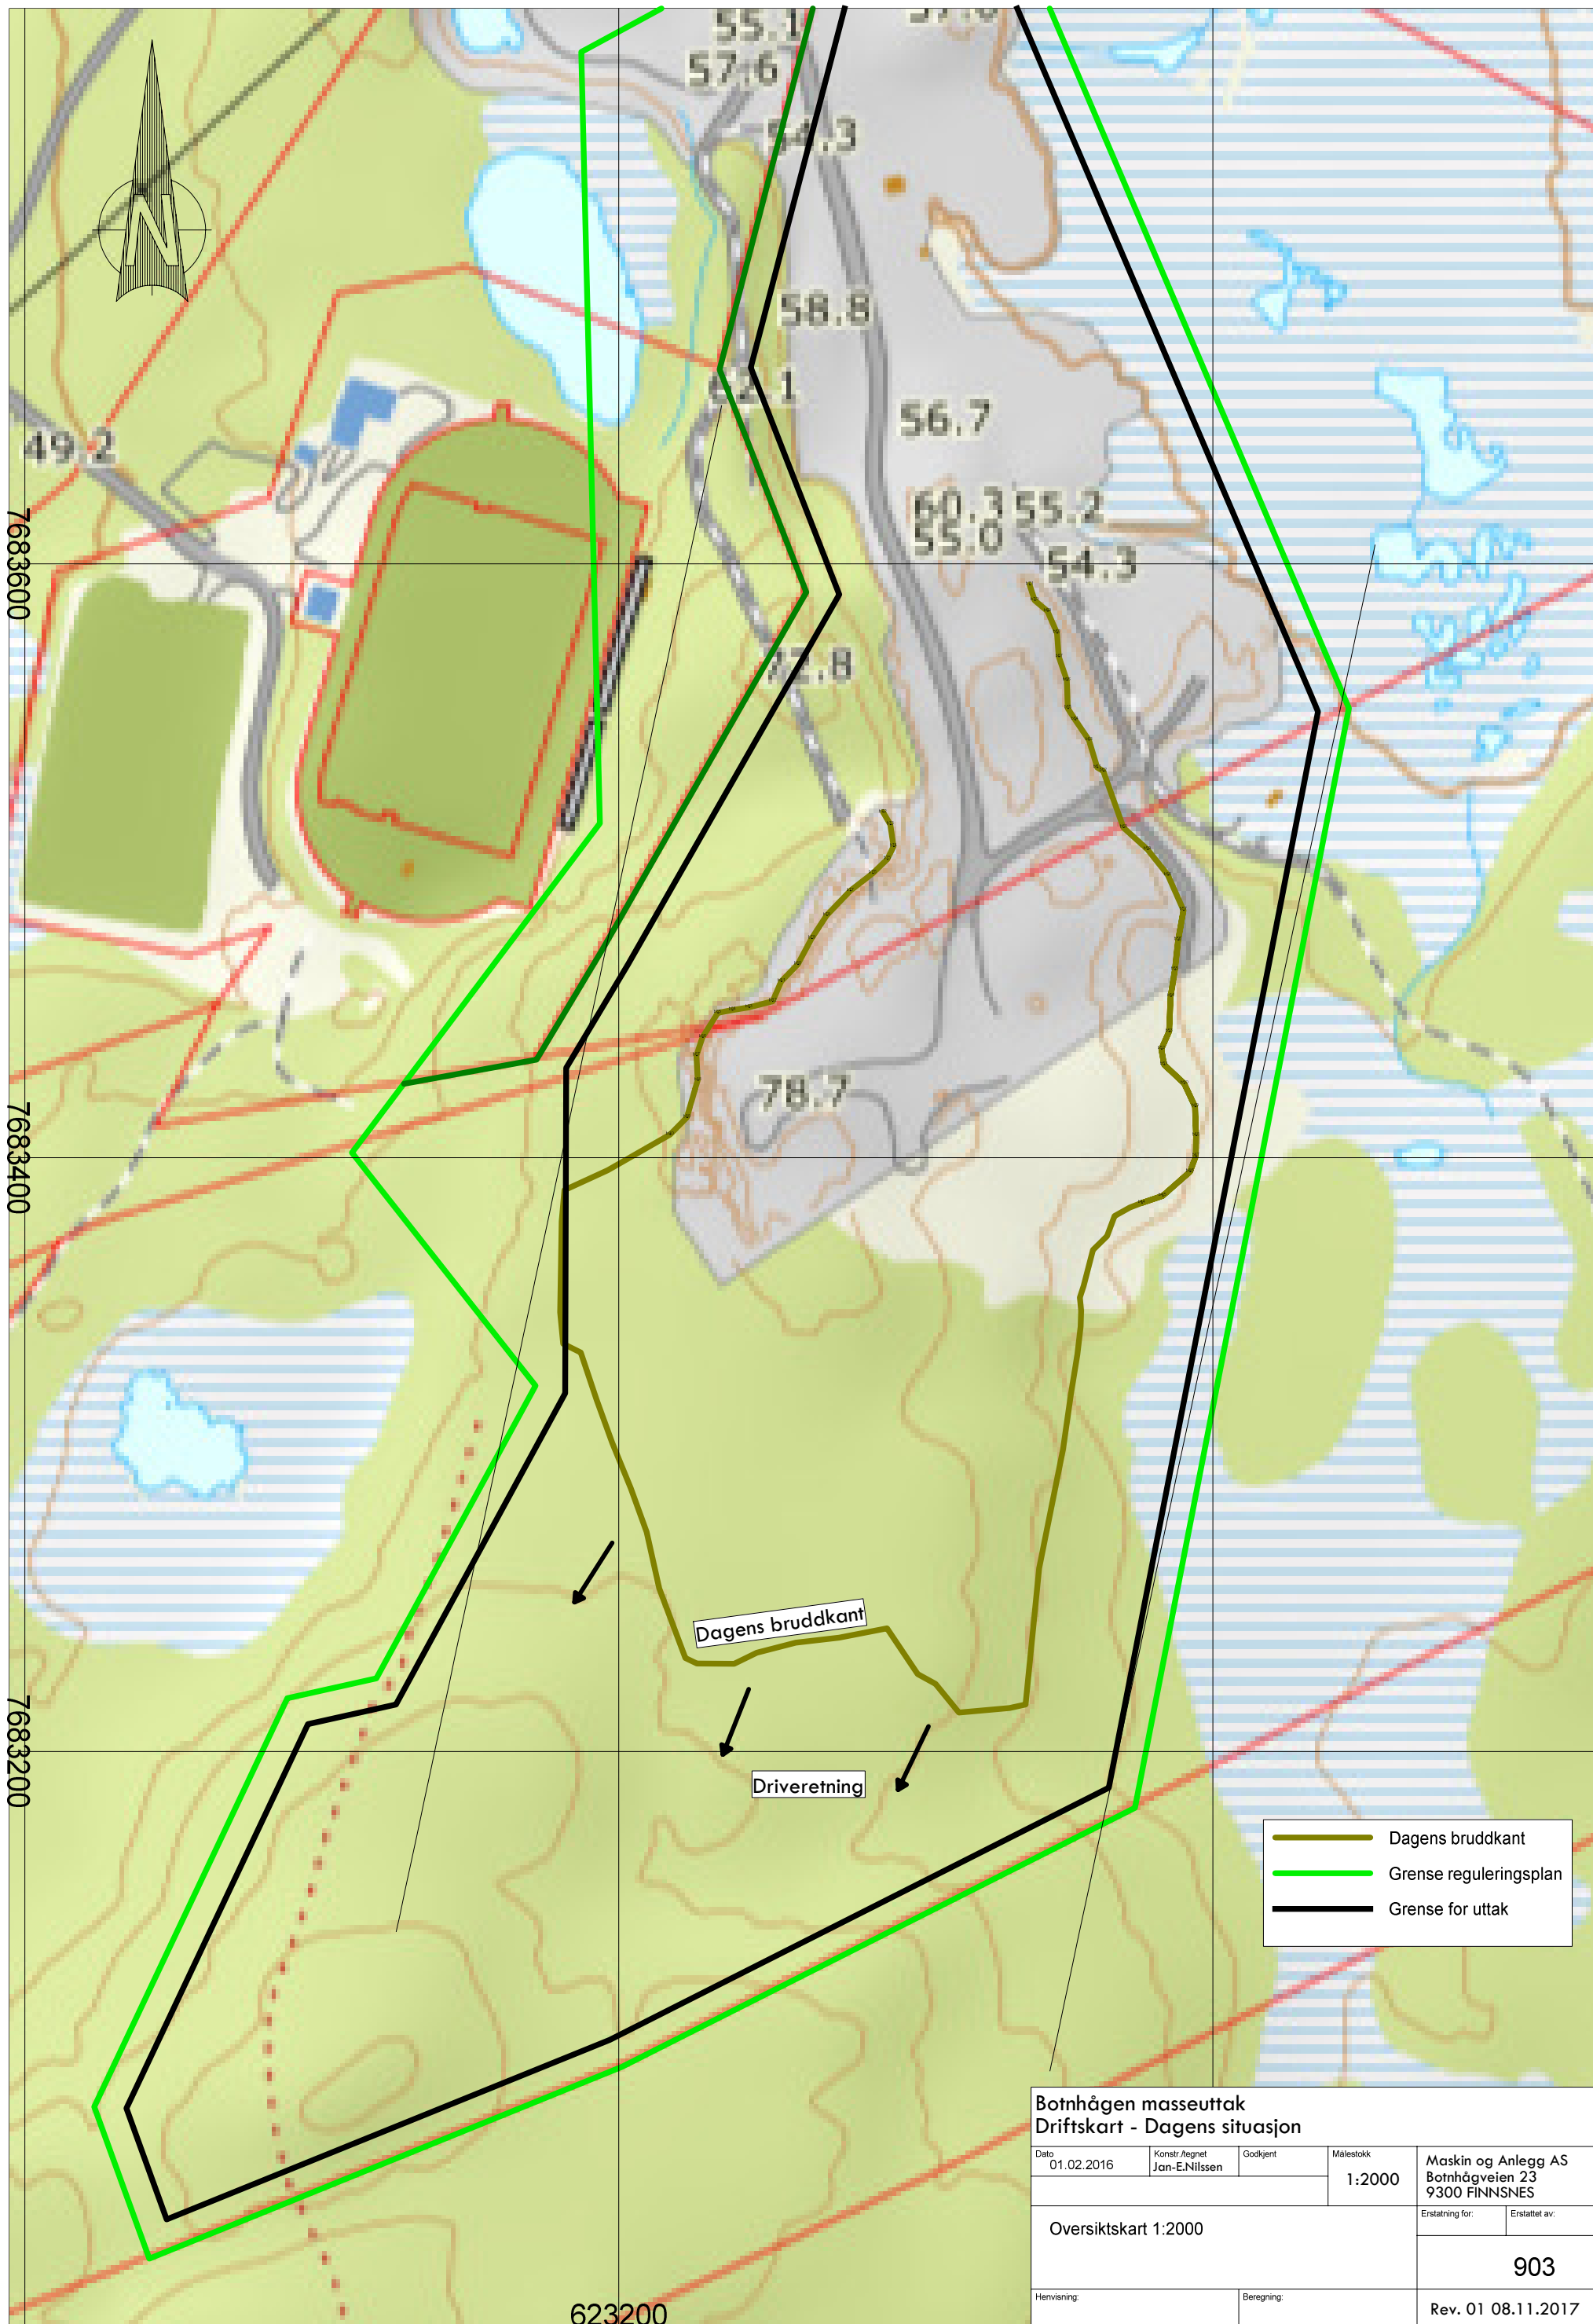 55.1
57.6
54.3
N
58.8
62.1
56.7
49.2
60.3
55.2
55.0
54.3
7683600
72.8
78.7
7683400
Dagens bruddkant
7683200
Driveretning
Dagens bruddkant
Grense reguleringsplan
Grense for uttak
Botnhågen masseuttak
Driftskart - Dagens situasjon
Dato
01.02.2016
Konstr./tegnet
Jan-E.Nilssen
Godkjent
Målestokk
1:2000
Maskin og Anlegg AS
Botnhågveien 23
9300 FINNSNES
Oversiktskart 1:2000
Erstatning for:
Erstattet av:
903
Henvisning:
Beregning:
Rev. 01 08.11.2017
623200